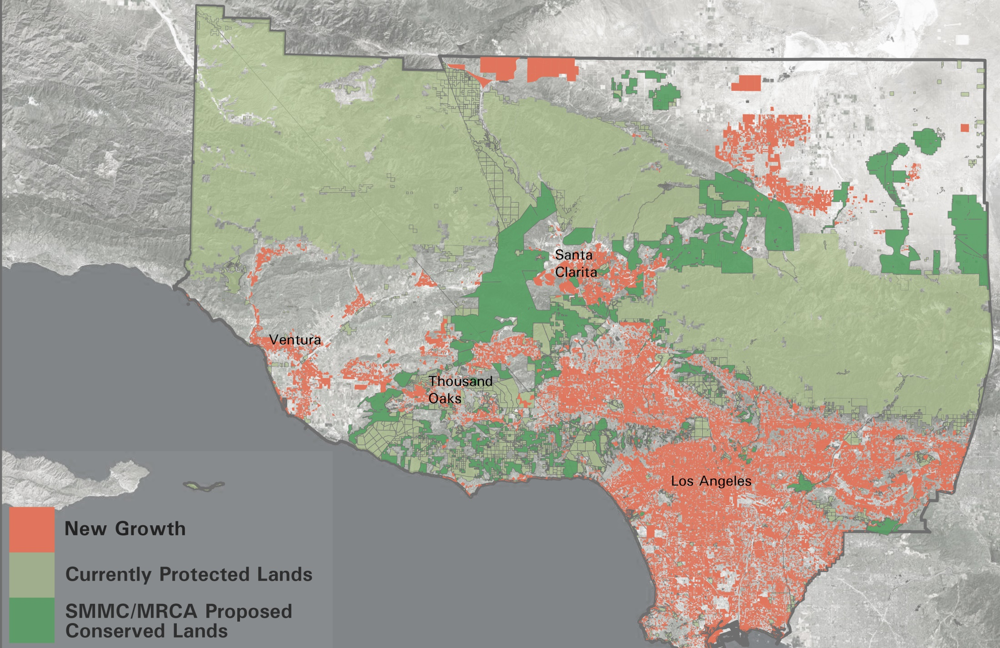 Santa
Clarita
Ventura
Thousand
Oaks
Los Angeles
New Growth
Currently Protected Lands
SMMC/MRCA Proposed
Conserved Lands